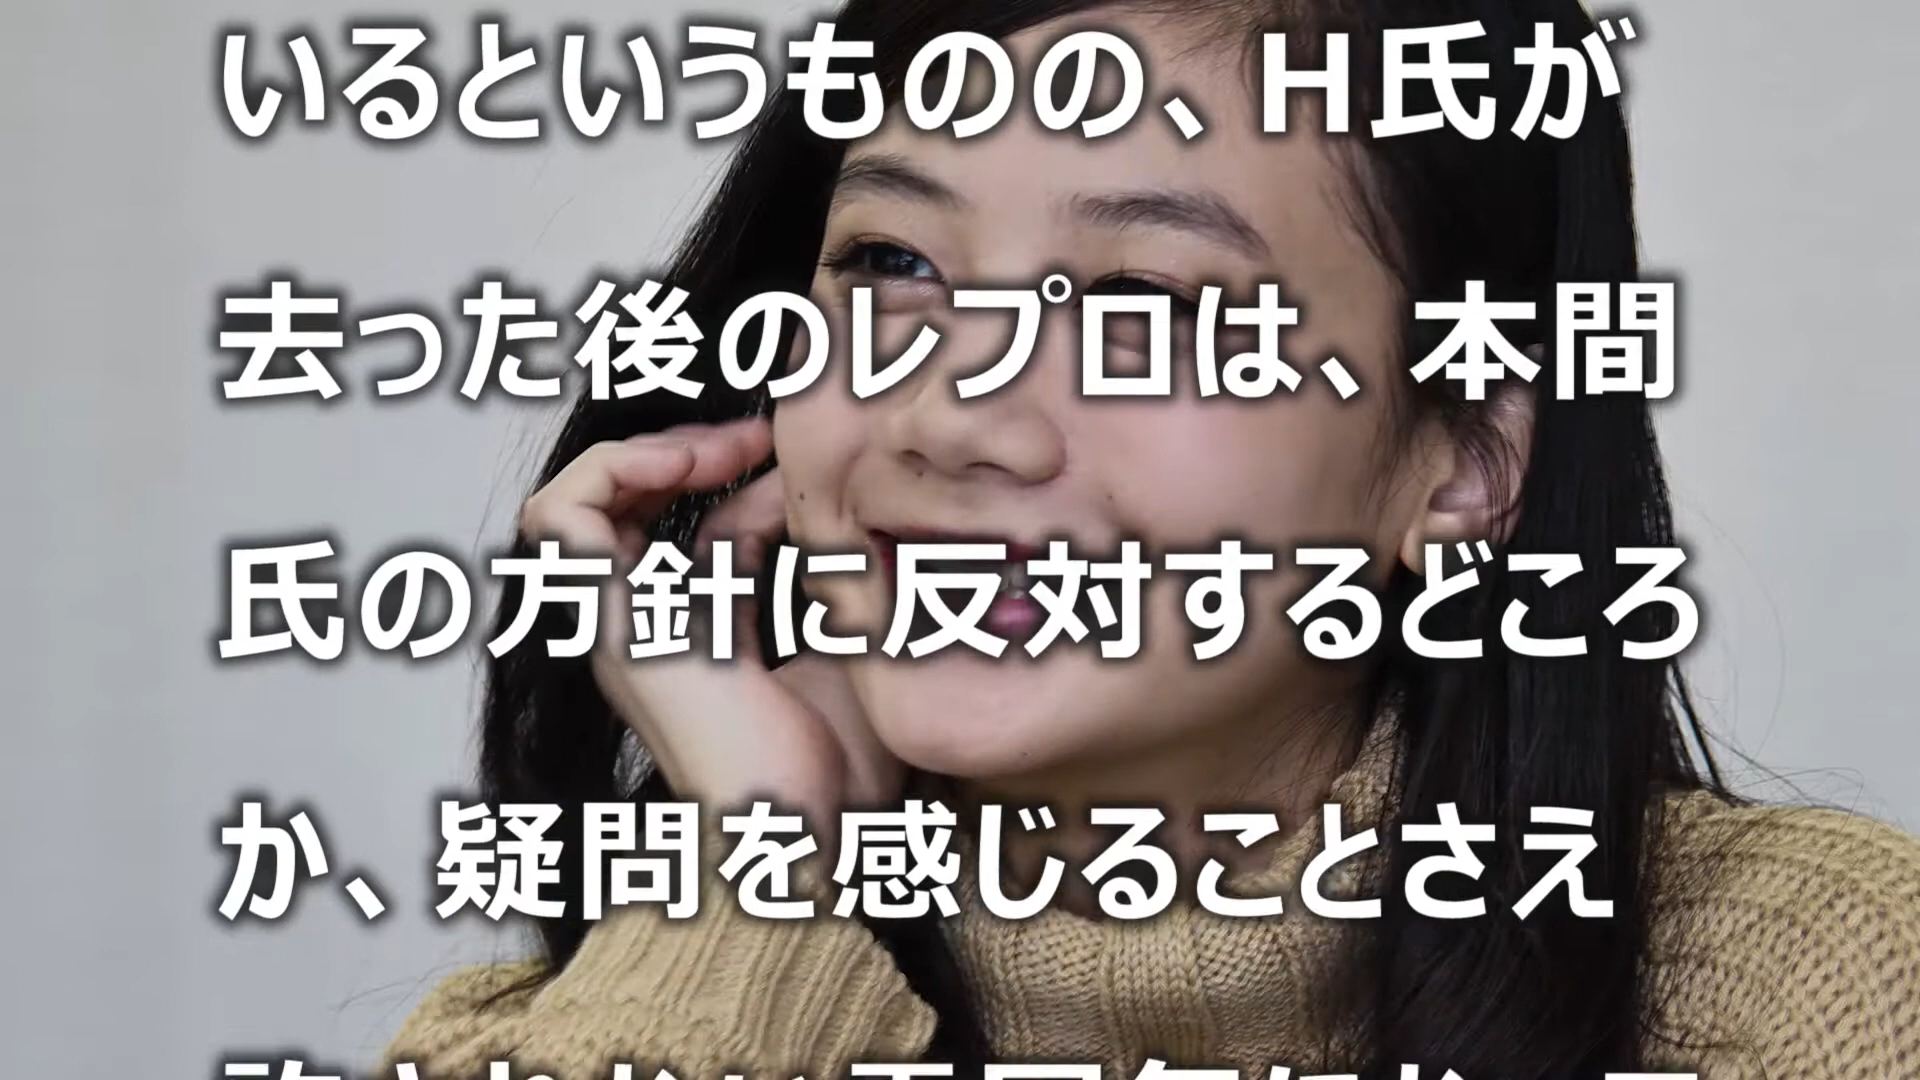 いるというものの、H氏が
去った後のレプロは、本間
氏の方針に反対するどころ
か、疑問を感じることさえ